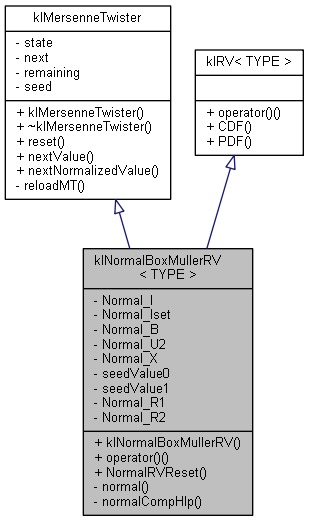 klMersenneTwister
- state
- next
- remaining
- seed
+ klMersenneTwister()
+ ~klMersenneTwister()
+ reset()
+ nextValue()
+ nextNormalizedValue()
- reloadMT()
klRV< TYPE >
+ operator()()
+ CDF()
+ PDF()
klNormalBoxMullerRV
< TYPE >
- Normal_I
- Normal_Iset
- Normal_B
- Normal_U2
- Normal_X
- seedValue0
- seedValue1
- Normal_R1
- Normal_R2
+ klNormalBoxMullerRV()
+ operator()()
+ NormalRVReset()
- normal()
- normalCompHlp()